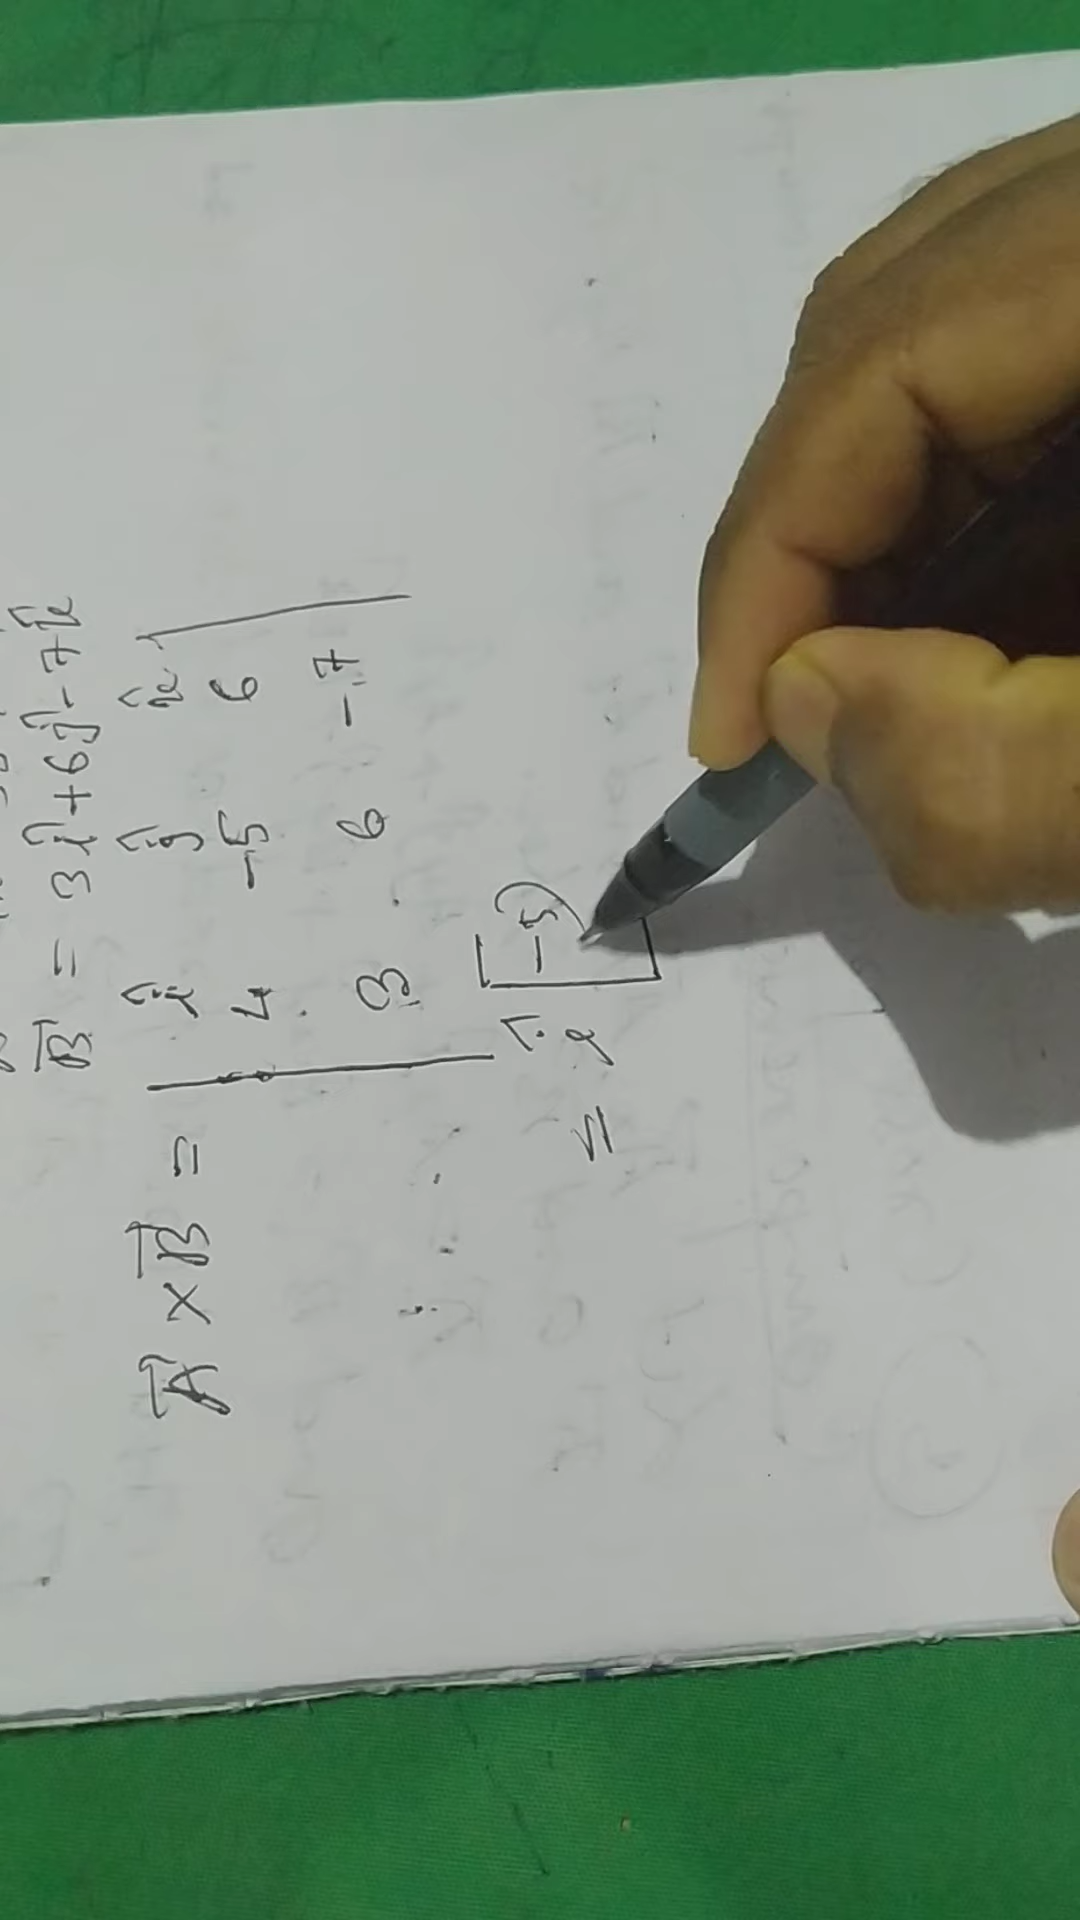 B̅ = 3î+6ĵ-7k̂
A̅ × B̅ = | î ĵ k̂ |
4 -5 6
3 6 -7
= î [(-5)